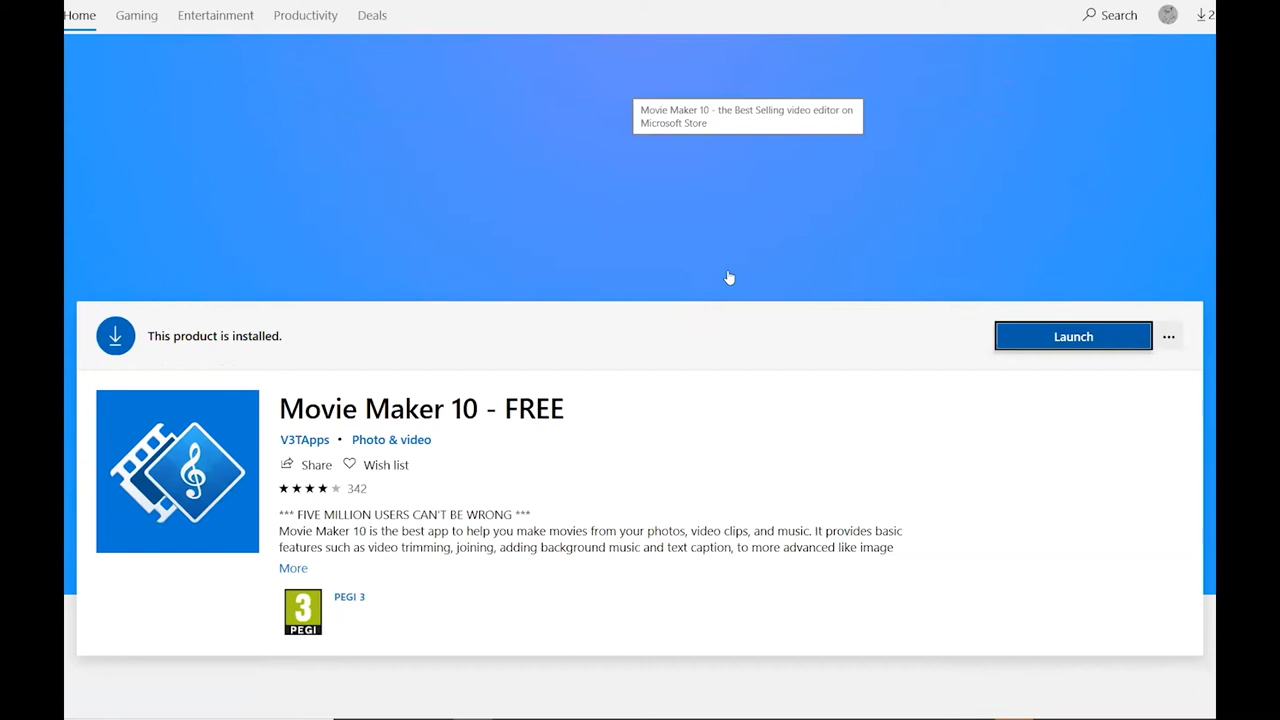 Home Gaming Entertainment Productivity Deals Search 2
Movie Maker 10 - the Best Selling video editor on
Microsoft Store
This product is installed.
Launch
Movie Maker 10 - FREE
V3TApps • Photo & video
Share Wish list
342
*** FIVE MILLION USERS CAN'T BE WRONG ***
Movie Maker 10 is the best app to help you make movies from your photos, video clips, and music. It provides basic
features such as video trimming, joining, adding background music and text caption, to more advanced like image
More
3
PEGI
PEGI 3